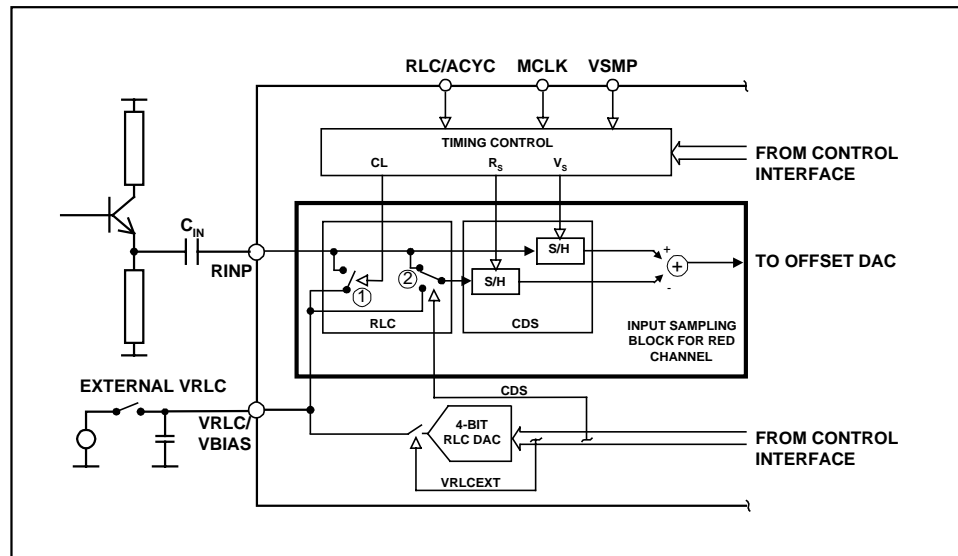 RLC/ACYC MCLK VSMP
TIMING CONTROL
CL RS VS
FROM CONTROL
INTERFACE
CIN
RINP
S/H
S/H
+
+
-
1
2
RLC
CDS
TO OFFSET DAC
INPUT SAMPLING
BLOCK FOR RED
CHANNEL
EXTERNAL VRLC
VRLC/
VBIAS
CDS
4-BIT
RLC DAC
VRLCEXT
FROM CONTROL
INTERFACE